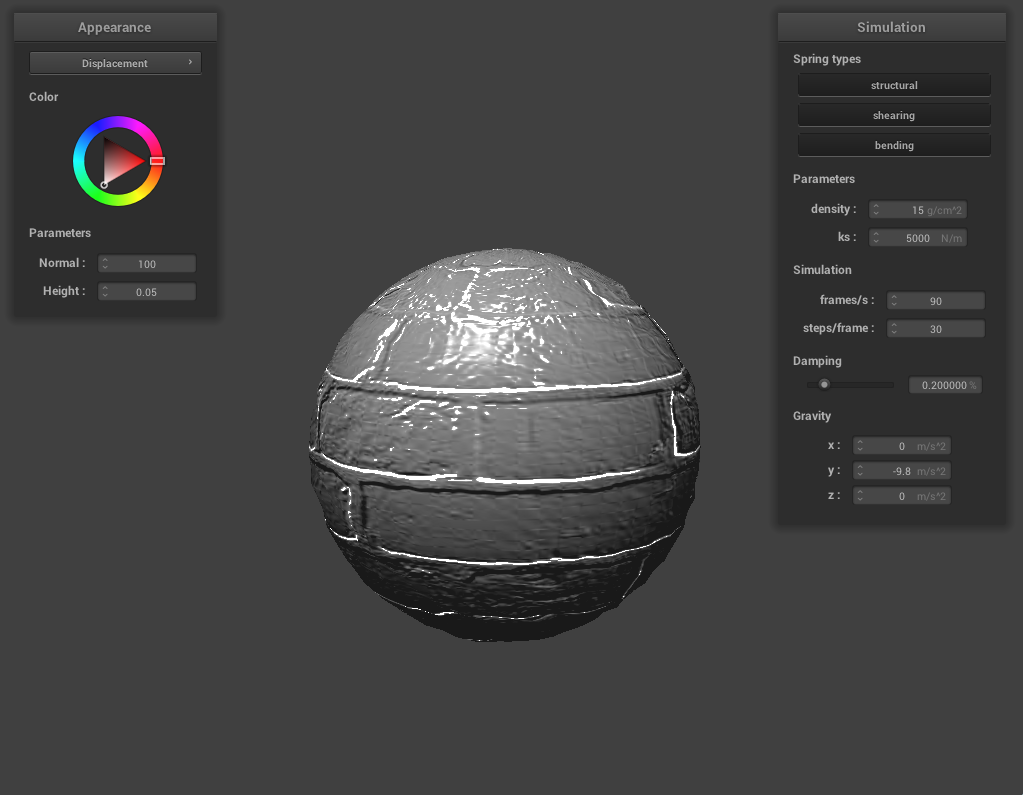 Appearance
Displacement
Color
Parameters
Normal : 100
Height : 0.05
Simulation
Spring types
structural
shearing
bending
Parameters
density : 15 g/cm^2
ks : 5000 N/m
Simulation
frames/s : 90
steps/frame : 30
Damping
0.200000 %
Gravity
x : 0 m/s^2
y : -9.8 m/s^2
z : 0 m/s^2